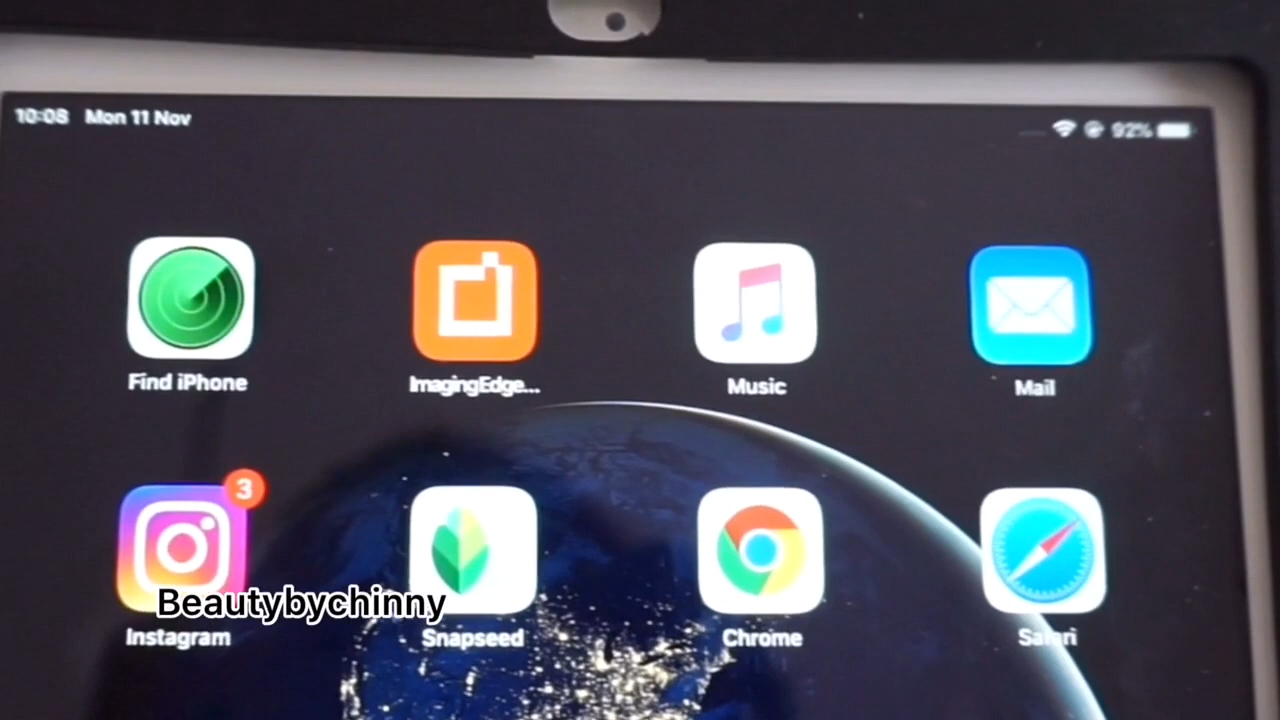 10:08 Mon 11 Nov 92%
Find iPhone ImagingEdge... Music Mail
3
Beautybychinny
Instagram Snapseed Chrome Safari